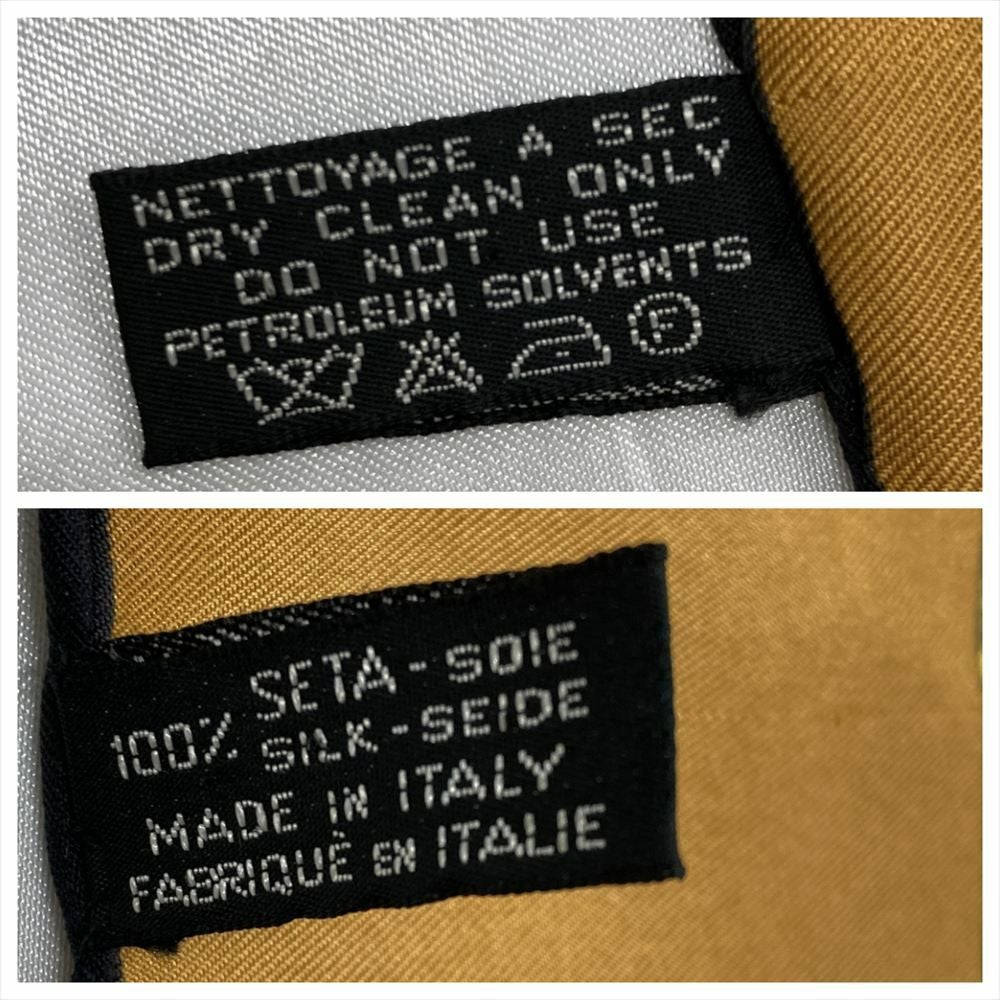 NETTOYAGE A SEC
DRY CLEAN ONLY
DO NOT USE
PETROLEUM SOLVENTS
F
SETA-SOIE
100% SILK-SEIDE
MADE IN ITALY
FABRIQUÉ EN ITALIE